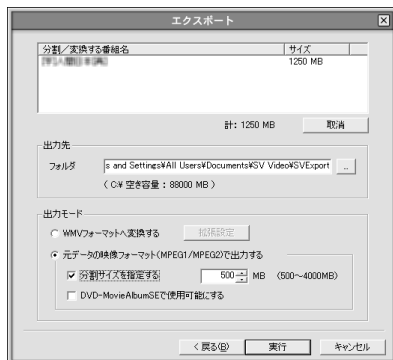 エクスポート
分割／変換する番組名 サイズ
1250 MB
計: 1250 MB 取消
出力先
フォルダ s and Settings¥All Users¥Documents¥SV Video¥SVExport ..
( C:¥ 空き容量 : 88000 MB )
出力モード
WMVフォーマットへ変換する 拡張設定
元データの映像フォーマット(MPEG1/MPEG2)で出力する
分割サイズを指定する 500 MB (500～4000MB)
DVD-MovieAlbumSEで使用可能にする
< 戻る(B) 実行 キャンセル